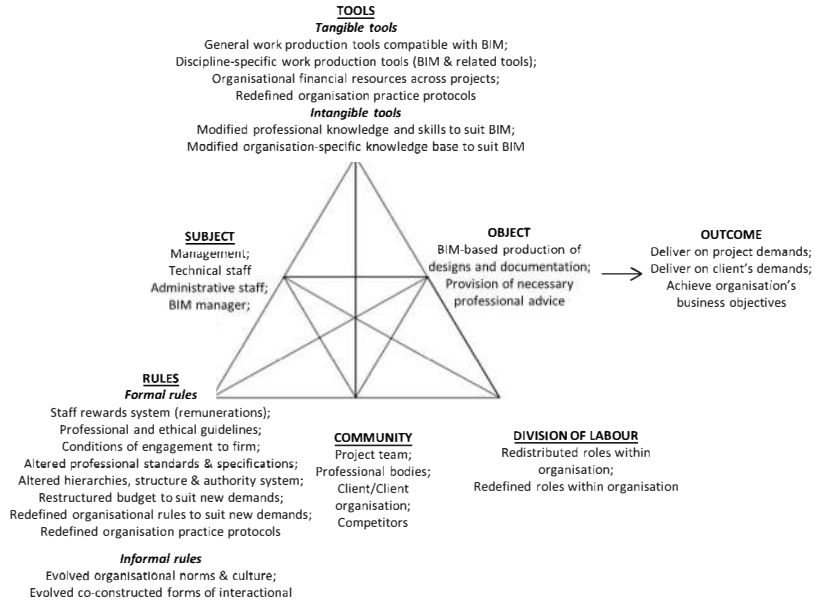 TOOLS
Tangible tools
General work production tools compatible with BIM;
Discipline-specific work production tools (BIM & related tools);
Organisational financial resources across projects;
Redefined organisation practice protocols
Intangible tools
Modified professional knowledge and skills to suit BIM;
Modified organisation-specific knowledge base to suit BIM
SUBJECT
Management;
Technical staff
Administrative staff;
BIM manager;
OBJECT
BIM-based production of
designs and documentation;
Provision of necessary
professional advice
OUTCOME
Deliver on project demands;
Deliver on client's demands;
Achieve organisation's
business objectives
RULES
Formal rules
Staff rewards system (remunerations);
Professional and ethical guidelines;
Conditions of engagement to firm;
Altered professional standards & specifications;
Altered hierarchies, structure & authority system;
Restructured budget to suit new demands;
Redefined organisational rules to suit new demands;
Redefined organisation practice protocols
Informal rules
Evolved organisational norms & culture;
Evolved co-constructed forms of interactional
COMMUNITY
Project team;
Professional bodies;
Client/Client
organisation;
Competitors
DIVISION OF LABOUR
Redistributed roles within
organisation;
Redefined roles within organisation